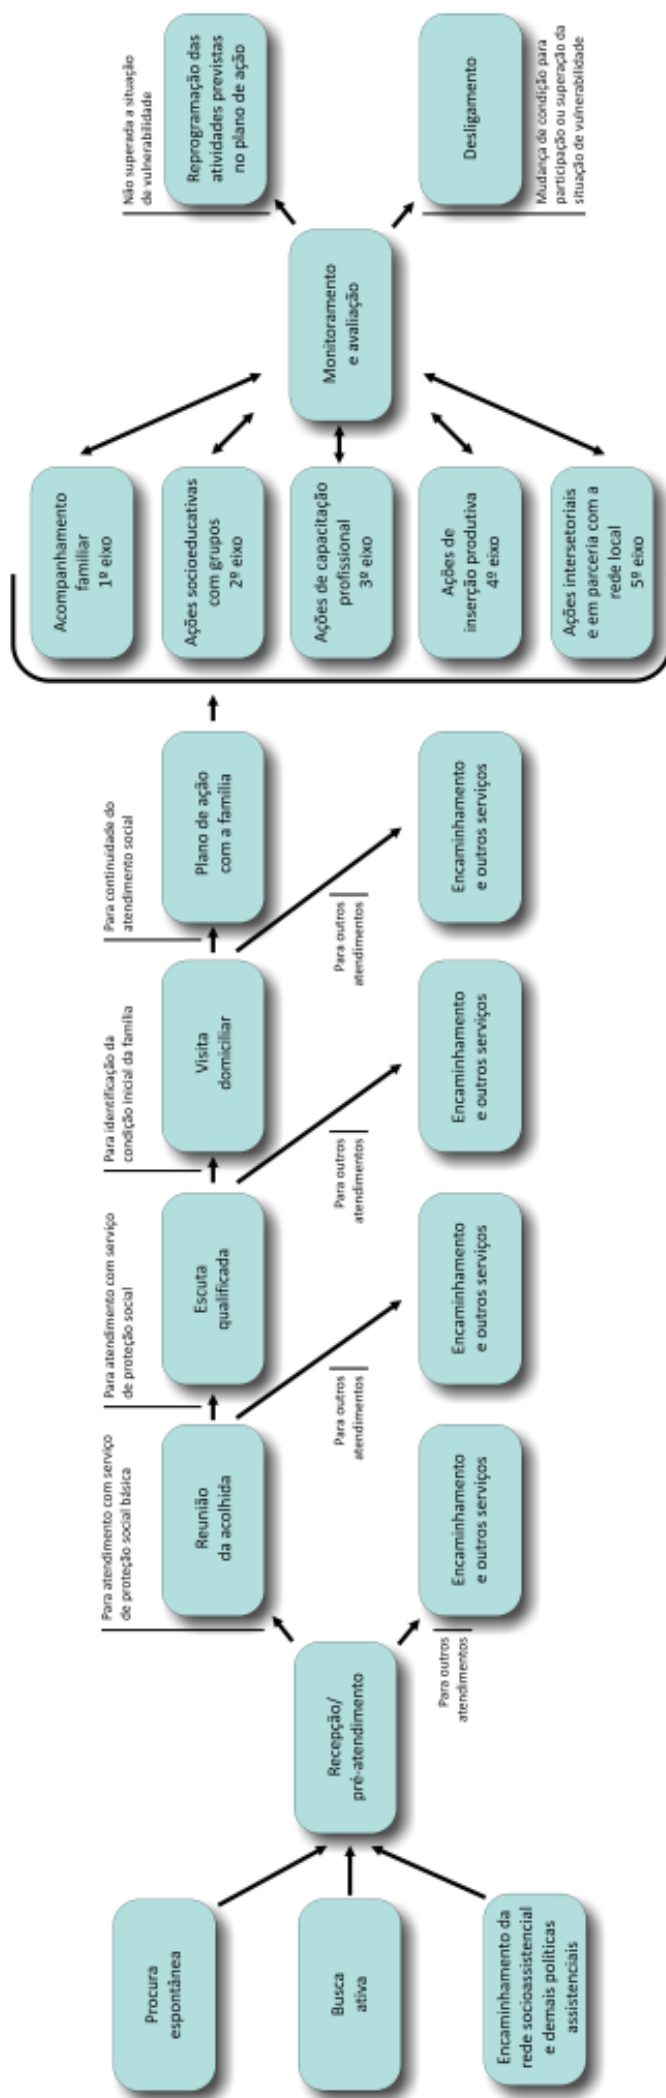 Procura
espontânea
Busca
ativa
Encaminhamento da
rede socioassistencial
e demais políticas
assistenciais
Recepção/
pré-atendimento
Para atendimento com serviço
de proteção social básica
Reunião
da acolhida
Para outros
atendimentos
Encaminhamento
e outros serviços
Para atendimento com serviço
de proteção social
Escuta
qualificada
Para outros
atendimentos
Encaminhamento
e outros serviços
Para identificação da
condição inicial da família
Visita
domiciliar
Para outros
atendimentos
Encaminhamento
e outros serviços
Para continuidade do
atendimento social
Plano de ação
com a família
Para outros
atendimentos
Encaminhamento
e outros serviços
Acompanhamento
familiar
1º eixo
Ações socioeducativas
com grupos
2º eixo
Ações de capacitação
profissional
3º eixo
Ações de
inserção produtiva
4º eixo
Ações intersetoriais
e em parceria com a
rede local
5º eixo
Monitoramento
e avaliação
Não superada a situação
de vulnerabilidade
Reprogramação das
atividades previstas
no plano de ação
Desligamento
Mudança de condição para
participação ou superação da
situação de vulnerabilidade